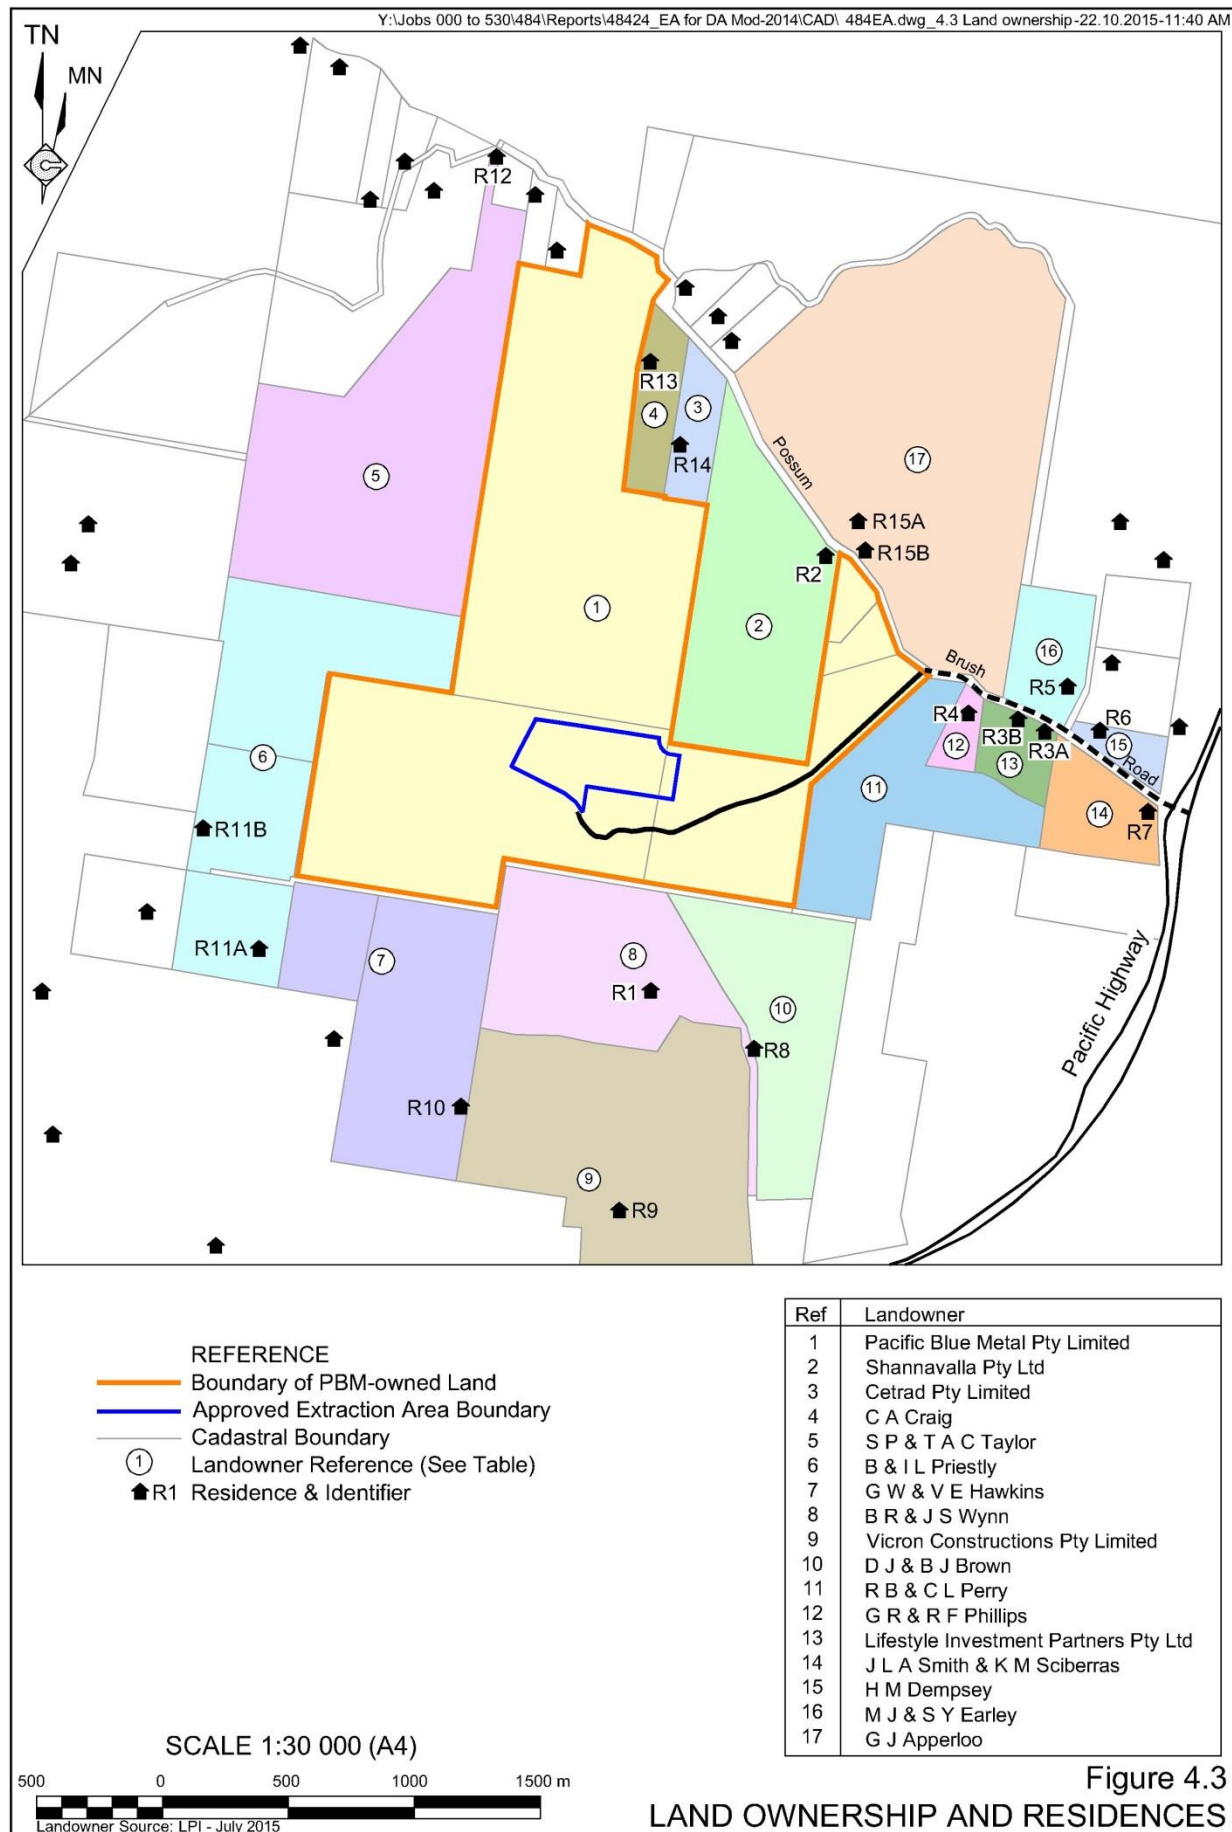 Y:\Jobs 000 to 530\484\Reports\48424_EA for DA Mod-2014\CAD\ 484EA.dwg_4.3 Land ownership-22.10.2015-11:40 AM
TN
MN
R12
R13
4
3
R14
5
Possum
17
R15A
R15B
R2
1
2
Brush
16
R5
R4
R3B
R6
R3A
15
12
13
Road
6
11
14
R7
R11B
R11A
7
8
R1
10
R8
Pacific Highway
R10
9
R9
REFERENCE
Boundary of PBM-owned Land
Approved Extraction Area Boundary
Cadastral Boundary
1 Landowner Reference (See Table)
R1 Residence & Identifier
Ref Landowner
1 Pacific Blue Metal Pty Limited
2 Shannavalla Pty Ltd
3 Cetrad Pty Limited
4 C A Craig
5 S P & T A C Taylor
6 B & I L Priestly
7 G W & V E Hawkins
8 B R & J S Wynn
9 Vicron Constructions Pty Limited
10 D J & B J Brown
11 R B & C L Perry
12 G R & R F Phillips
13 Lifestyle Investment Partners Pty Ltd
14 J L A Smith & K M Sciberras
15 H M Dempsey
16 M J & S Y Earley
17 G J Apperloo
SCALE 1:30 000 (A4)
500 0 500 1000 1500 m
Landowner Source: LPI - July 2015
Figure 4.3
LAND OWNERSHIP AND RESIDENCES